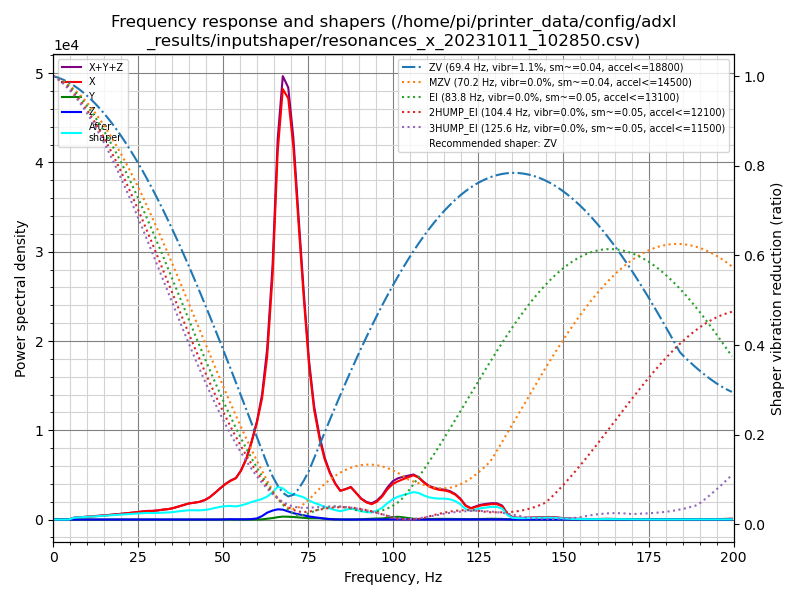 Frequency response and shapers (/home/pi/printer_data/config/adxl
_results/inputshaper/resonances_x_20231011_102850.csv)
1e4
X+Y+Z
X
Y
Z
After
shaper
ZV (69.4 Hz, vibr=1.1%, sm~=0.04, accel<=18800)
MZV (70.2 Hz, vibr=0.0%, sm~=0.04, accel<=14500)
EI (83.8 Hz, vibr=0.0%, sm~=0.05, accel<=13100)
2HUMP_EI (104.4 Hz, vibr=0.0%, sm~=0.05, accel<=12100)
3HUMP_EI (125.6 Hz, vibr=0.0%, sm~=0.05, accel<=11500)
Recommended shaper: ZV
Power spectral density
5
4
3
2
1
0
1.0
0.8
0.6
0.4
0.2
0.0
Shaper vibration reduction (ratio)
0 25 50 75 100 125 150 175 200
Frequency, Hz